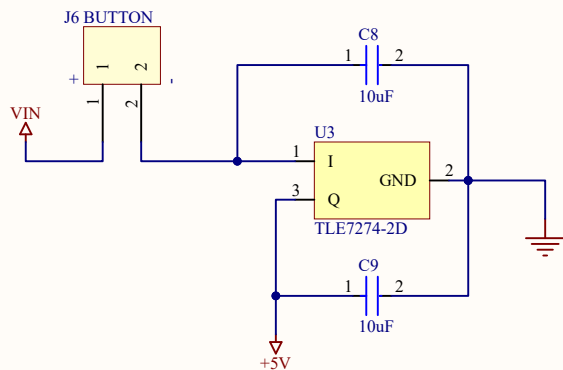 J6 BUTTON
1
2
+
-
1
2
VIN
C8
1
2
10uF
U3
1
I
GND
2
3
Q
TLE7274-2D
C9
1
2
10uF
+5V